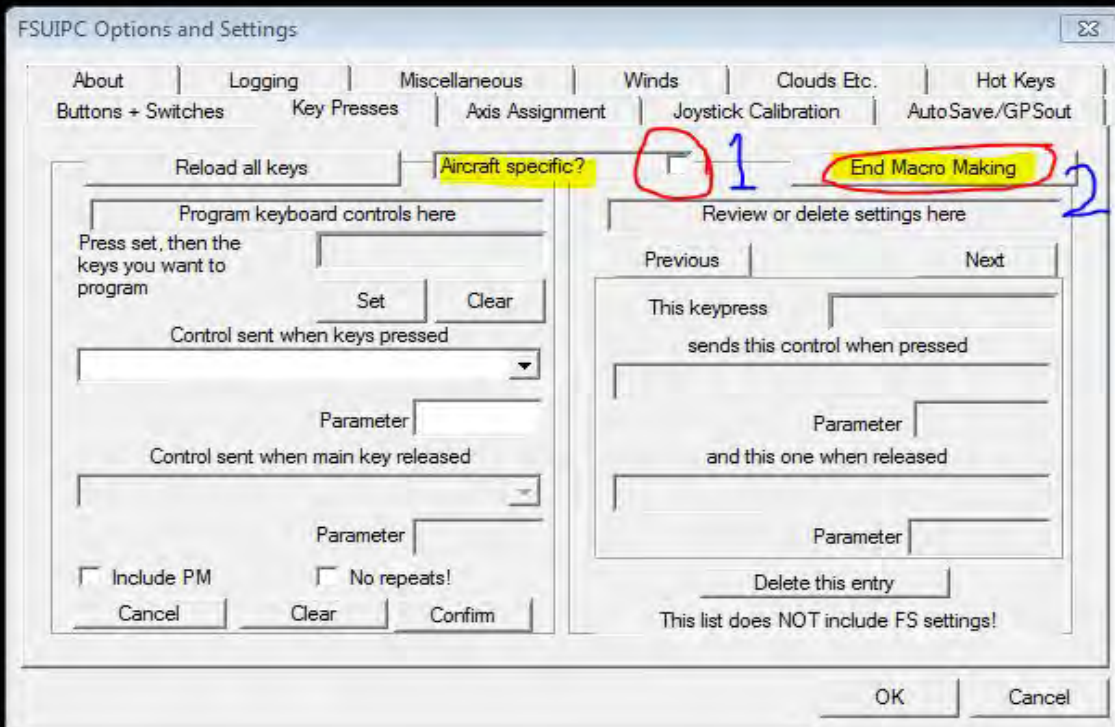 FSUIPC Options and Settings
About Logging Miscellaneous Winds Clouds Etc. Hot Keys
Buttons + Switches Key Presses Axis Assignment Joystick Calibration AutoSave/GPSout
Reload all keys Aircraft specific? 1 End Macro Making 2
Program keyboard controls here
Press set, then the
keys you want to
program
Set Clear
Control sent when keys pressed
Parameter
Control sent when main key released
Parameter
Include PM No repeats!
Cancel Clear Confirm
Review or delete settings here
Previous Next
This keypress
sends this control when pressed
Parameter
and this one when released
Parameter
Delete this entry
This list does NOT include FS settings!
OK Cancel